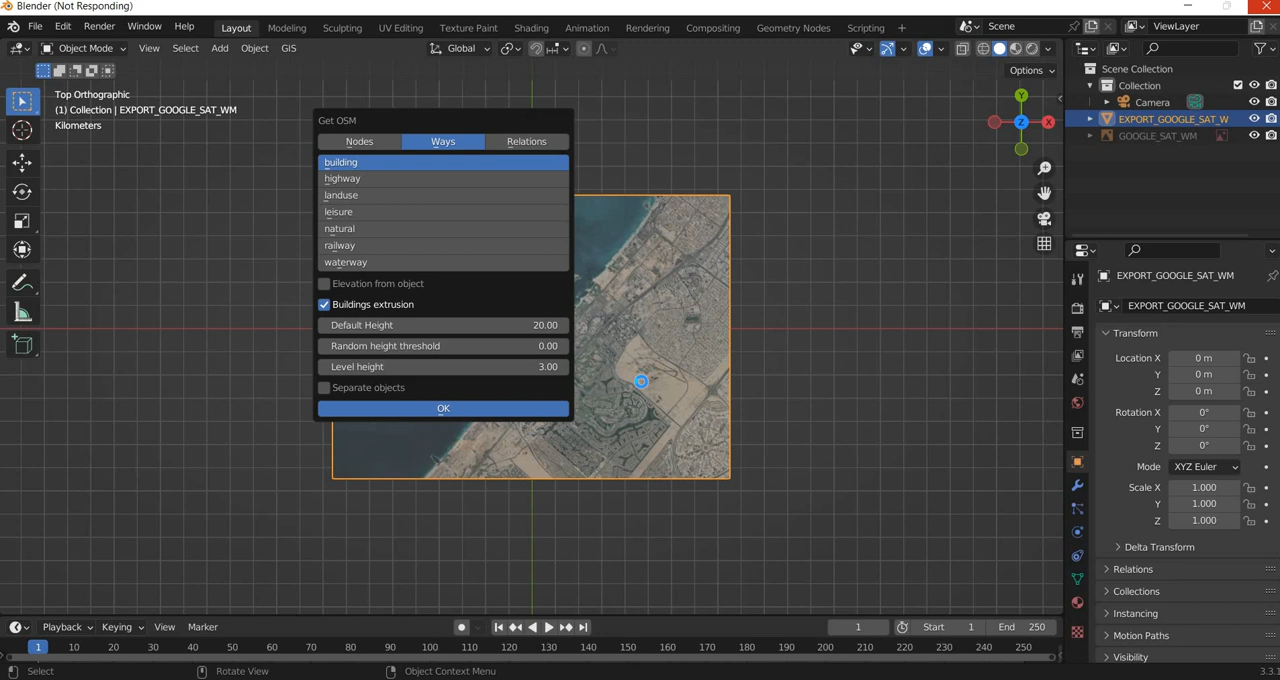 Blender (Not Responding)
File Edit Render Window Help Layout Modeling Sculpting UV Editing Texture Paint Shading Animation Rendering Compositing Geometry Nodes Scripting + Scene ViewLayer
Object Mode View Select Add Object GIS Global
Options
Top Orthographic
(1) Collection | EXPORT_GOOGLE_SAT_WM
Kilometers
Y
Z
X
Get OSM
Nodes Ways Relations
building
highway
landuse
leisure
natural
railway
waterway
Elevation from object
Buildings extrusion
Default Height 20.00
Random height threshold 0.00
Level height 3.00
Separate objects
OK
Scene Collection
Collection
Camera
EXPORT_GOOGLE_SAT_W
GOOGLE_SAT_WM
EXPORT_GOOGLE_SAT_WM
EXPORT_GOOGLE_SAT_WM
Transform
Location X 0 m
Y 0 m
Z 0 m
Rotation X 0°
Y 0°
Z 0°
Mode XYZ Euler
Scale X 1.000
Y 1.000
Z 1.000
Delta Transform
Relations
Collections
Instancing
Motion Paths
Visibility
Playback Keying View Marker 1 Start 1 End 250
1 10 20 30 40 50 60 70 80 90 100 110 120 130 140 150 160 170 180 190 200 210 220 230 240 250
Select Rotate View Object Context Menu 3.3.1